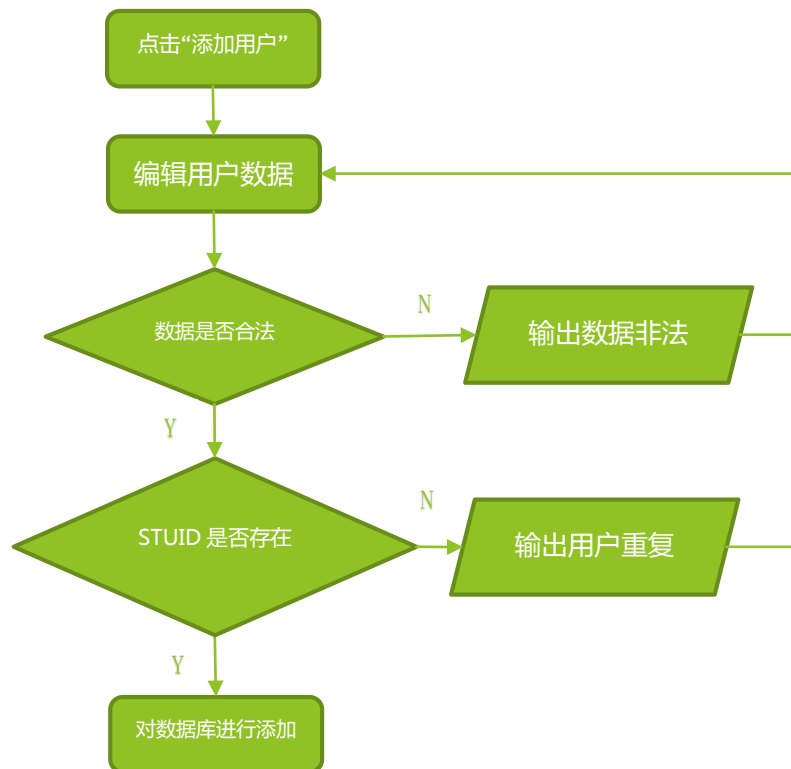 点击“添加用户”
编辑用户数据
数据是否合法
N
输出数据非法
Y
STUID 是否存在
N
输出用户重复
Y
对数据库进行添加